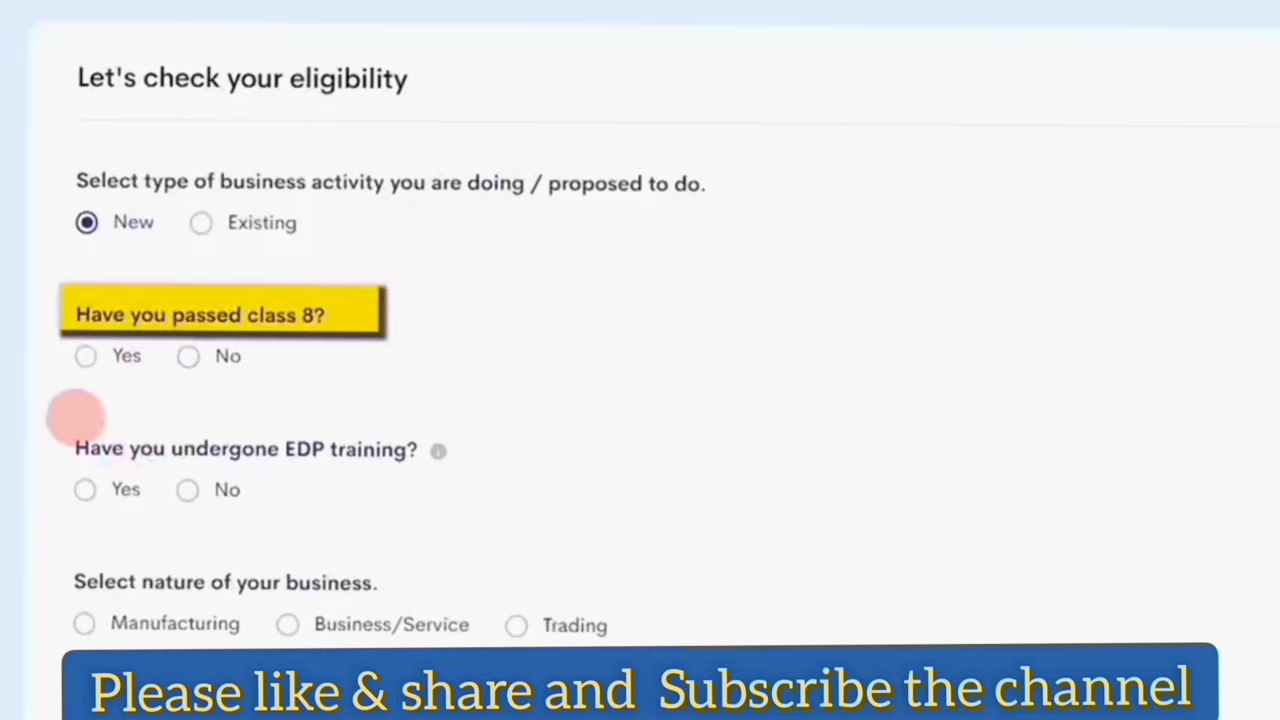 Let's check your eligibility
Select type of business activity you are doing / proposed to do.
New Existing
Have you passed class 8?
Yes No
Have you undergone EDP training?
Yes No
Select nature of your business.
Manufacturing Business/Service Trading
Please like & share and Subscribe the channel